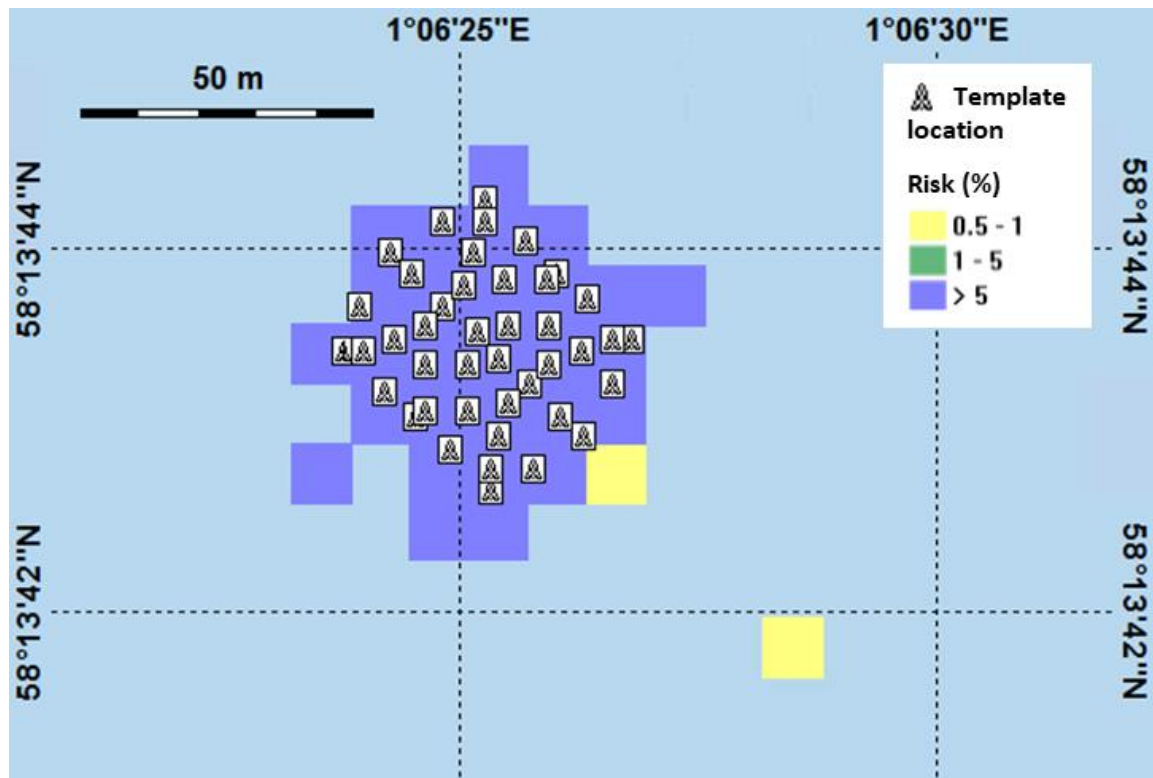 1°06'25"E
1°06'30"E
50 m
Template
location
Risk (%)
0.5 - 1
1 - 5
> 5
58°13'44"N
58°13'44"N
58°13'42"N
58°13'42"N